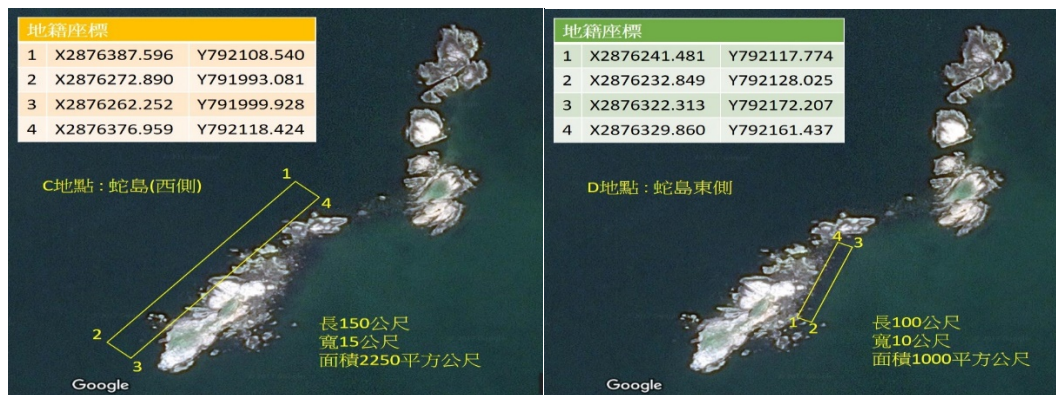 地籍座標
1 X2876387.596 Y792108.540
2 X2876272.890 Y791993.081
3 X2876262.252 Y791999.928
4 X2876376.959 Y792118.424
C地點 : 蛇島(西側)
1
4
2
3
長150公尺
寬15公尺
面積2250平方公尺
Google
地籍座標
1 X2876241.481 Y792117.774
2 X2876232.849 Y792128.025
3 X2876322.313 Y792172.207
4 X2876329.860 Y792161.437
D地點 : 蛇島東側
4
3
1
2
長100公尺
寬10公尺
面積1000平方公尺
Google